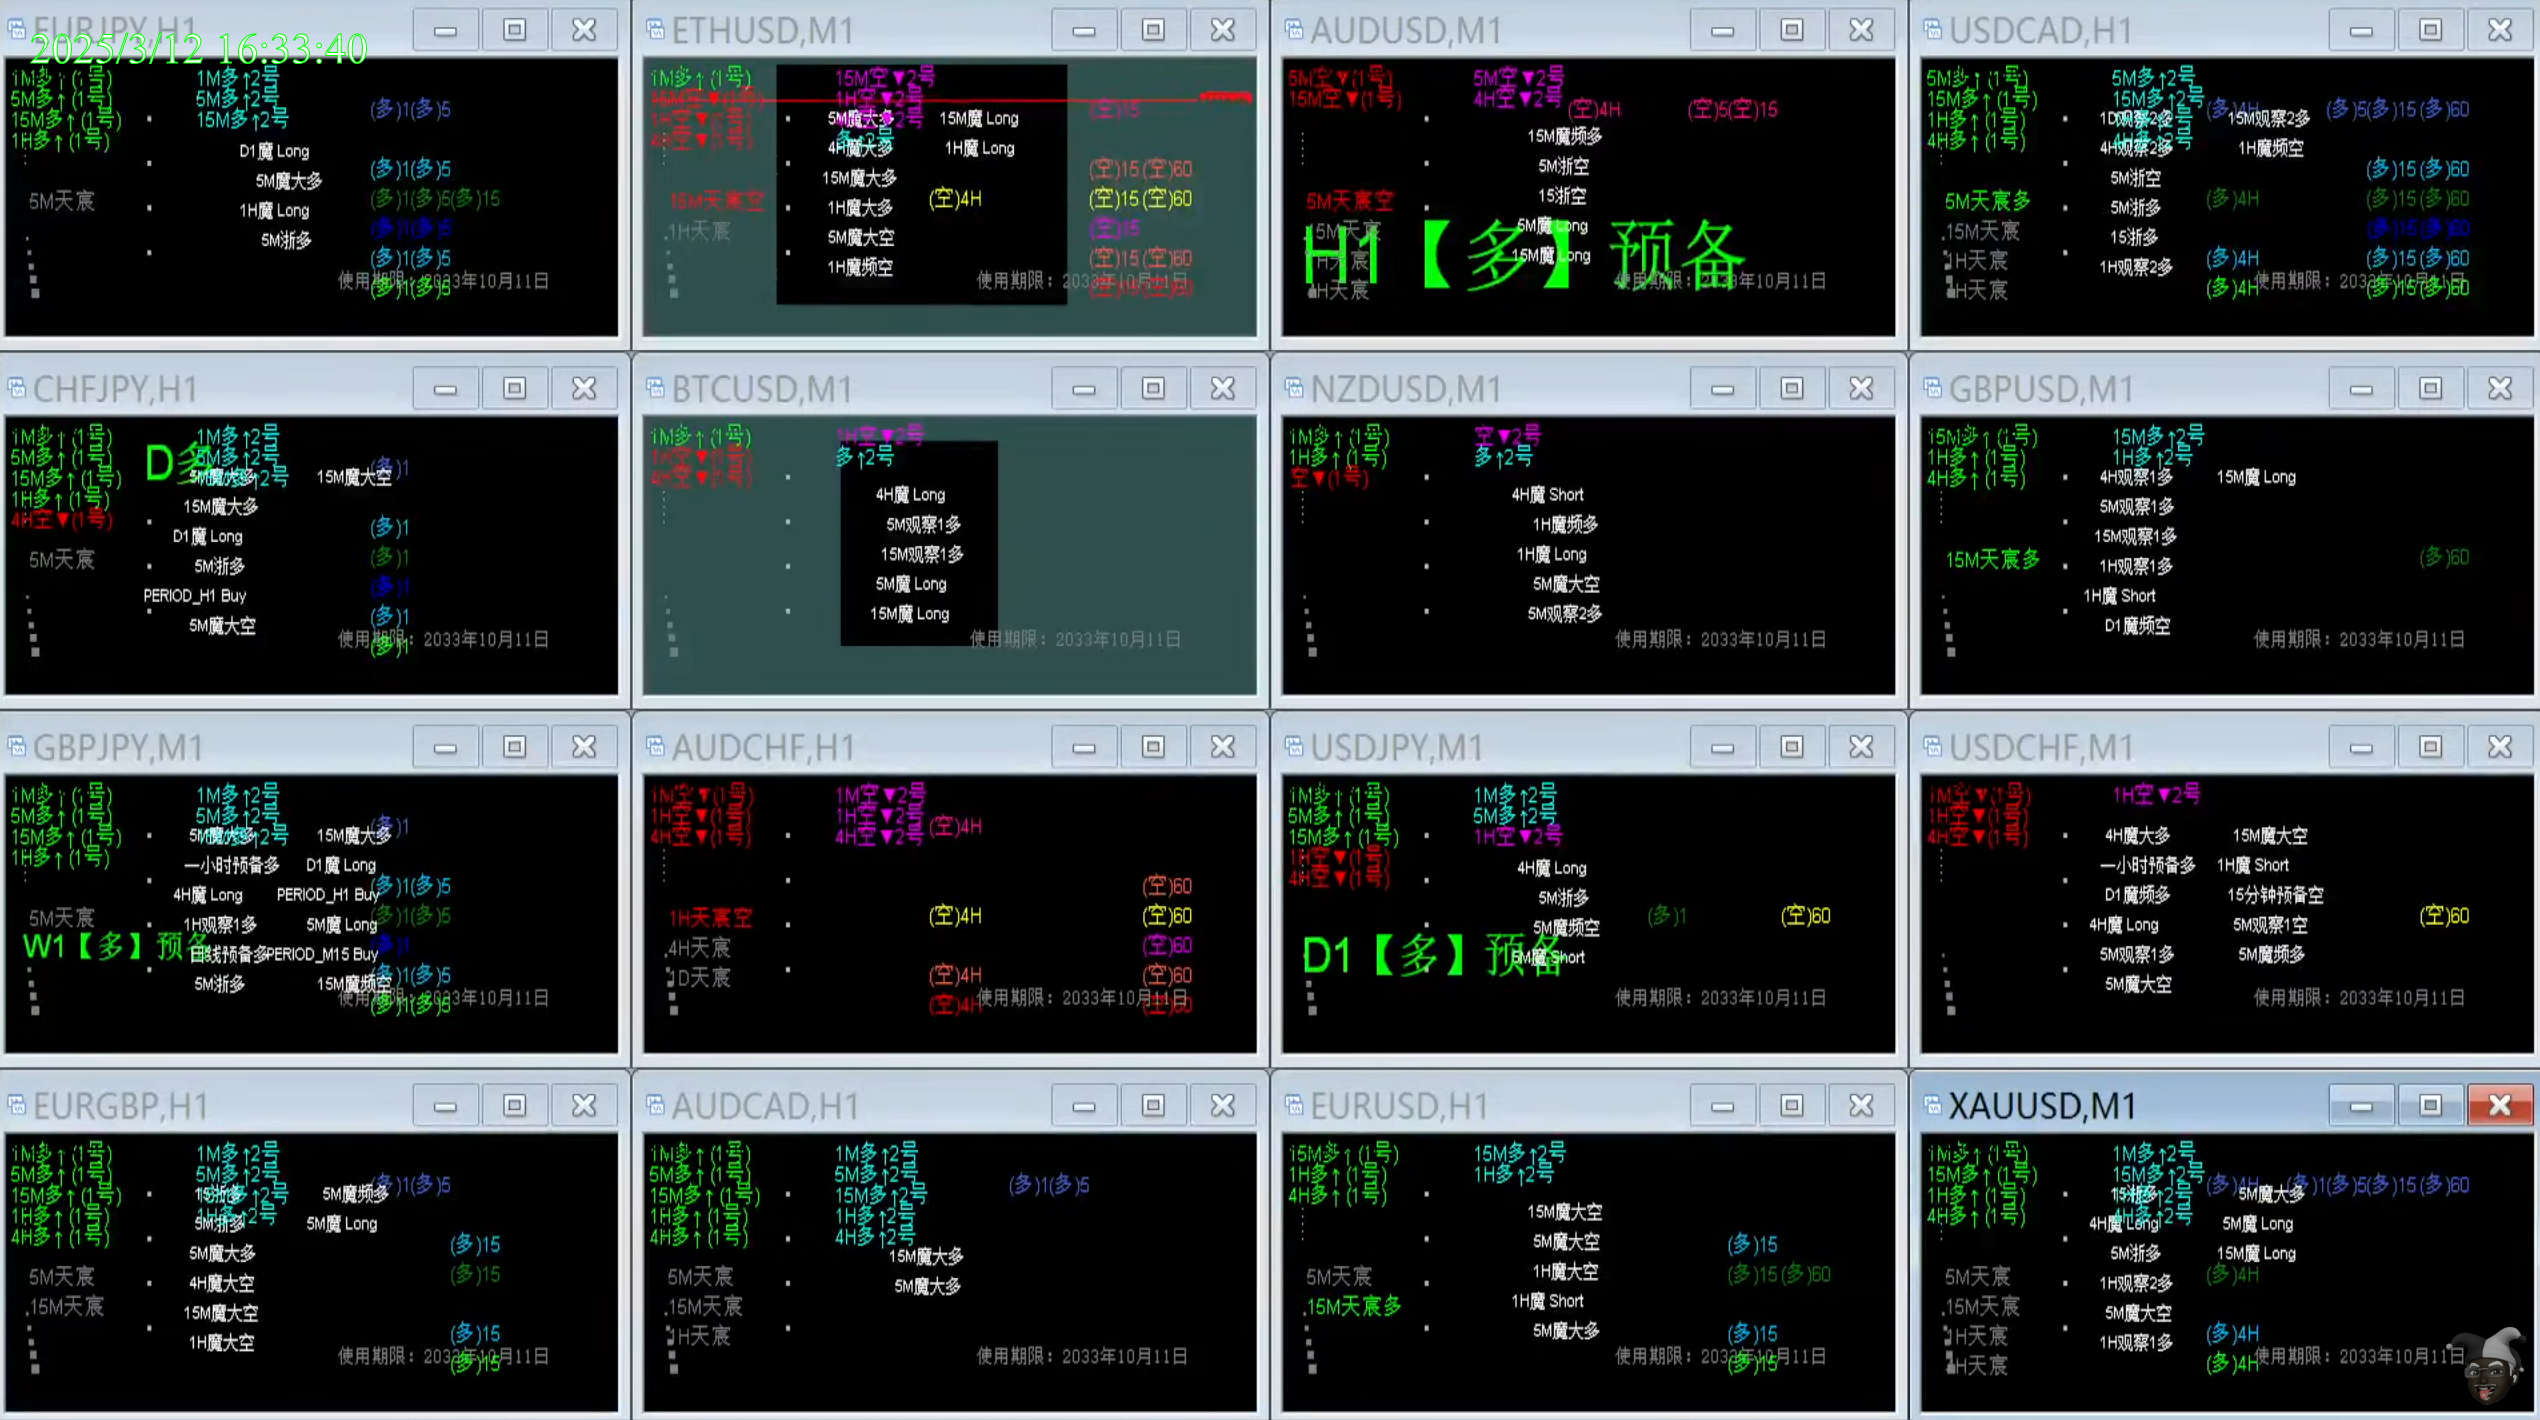 EURJPY,H1
2025/3/12 16:33:40
1M多↑(1号)
1M多↑2号
5M多↑(1号)
5M多↑2号
(多)1(多)5
15M多↑(1号)
15M多↑2号
1H多↑(1号)
D1魔 Long
(多)1(多)5
5M魔大多
5M天宸
(多)1(多)5(多)15
1H魔 Long
(多)1(多)5
5M浙多
(多)1(多)5
使用期限：2033年10月11日
(多)1(多)5
ETHUSD,M1
1M多↑(1号)
15M空▼2号
15M空▼(1号)
1H空▼2号
(空)15
1H空▼(1号)
5M魔大多
15M魔 Long
4H空▼(1号)
多↑2号
4H魔大多
1H魔 Long
(空)15(空)60
15M魔大多
15M天宸空
(空)4H
(空)15(空)60
1H魔大多
1H天宸
5M魔大空
(空)15
1H魔频空
(空)15(空)60
使用期限：2033年10月11日
AUDUSD,M1
5M空▼(1号)
5M空▼2号
15M空▼(1号)
4H空▼2号
(空)4H
(空)5(空)15
15M魔频多
5M浙空
5M天宸空
15浙空
15M天宸
5M魔 Long
H1【多】预备
1H天宸
15M魔 Long
4H天宸
使用期限：2033年10月11日
USDCAD,H1
5M多↑(1号)
5M多↑2号
15M多↑(1号)
15M多↑2号
(多)4H
(多)5(多)15(多)60
1H多↑(1号)
15M观察2多
4H多↑(1号)
4H观察2多
1H魔频空
(多)15(多)60
5M浙空
5M天宸多
5M浙多
(多)4H
(多)15(多)60
15M天宸
15浙多
(多)15(多)60
1H天宸
1H观察2多
(多)4H
(多)15(多)60
4H天宸
(多)4H
使用期限：2033年10月11日
(多)15(多)60
CHFJPY,H1
1M多↑(1号)
1M多↑2号
5M多↑(1号)
D多
5M多↑2号
(多)1
15M多↑(1号)
5M魔大多
15M魔大空
1H多↑(1号)
15M魔大多
4H空▼(1号)
D1魔 Long
(多)1
5M天宸
5M浙多
(多)1
PERIOD_H1 Buy
(多)1
5M魔大空
(多)1
使用期限：2033年10月11日
(多)1
BTCUSD,M1
1M多↑(1号)
1H空▼2号
1H空▼(1号)
多↑2号
4H空▼(1号)
4H魔 Long
5M观察1多
15M观察1多
5M魔 Long
15M魔 Long
使用期限：2033年10月11日
NZDUSD,M1
1M多↑(1号)
空▼2号
1H多↑(1号)
多↑2号
空▼(1号)
4H魔 Short
1H魔频多
1H魔 Long
5M魔大空
5M观察2多
使用期限：2033年10月11日
GBPUSD,M1
15M多↑(1号)
15M多↑2号
1H多↑(1号)
1H多↑2号
4H多↑(1号)
4H观察1多
15M魔 Long
5M观察1多
15M观察1多
15M天宸多
1H观察1多
(多)60
1H魔 Short
D1魔频空
使用期限：2033年10月11日
GBPJPY,M1
1M多↑(1号)
1M多↑2号
5M多↑(1号)
5M多↑2号
(多)1
15M多↑(1号)
5M魔大多
15M魔大多
1H多↑(1号)
一小时预备多
D1魔 Long
4H魔 Long
PERIOD_H1 Buy
(多)1(多)5
5M天宸
1H观察1多
5M魔 Long
(多)1(多)5
W1【多】预备
日线预备多
PERIOD_M15 Buy
(多)1
5M浙多
15M魔频空
(多)1(多)5
使用期限：2033年10月11日
(多)1(多)5
AUDCHF,H1
1M空▼(1号)
1M空▼2号
1H空▼(1号)
1H空▼2号
4H空▼(1号)
4H空▼2号
(空)4H
(空)60
1H天宸空
(空)4H
(空)60
4H天宸
(空)60
1D天宸
(空)4H
(空)60
(空)4H
使用期限：2033年10月11日
(空)60
USDJPY,M1
1M多↑(1号)
1M多↑2号
5M多↑(1号)
5M多↑2号
15M多↑(1号)
1H空▼2号
1H空▼(1号)
4H空▼(1号)
4H魔 Long
5M浙多
(多)1
(空)60
5M魔频空
D1【多】预备
5M魔 Short
使用期限：2033年10月11日
USDCHF,M1
1M空▼(1号)
1H空▼2号
1H空▼(1号)
4H空▼(1号)
4H魔大多
15M魔大空
一小时预备多
1H魔 Short
D1魔频多
15分钟预备空
4H魔 Long
5M观察1空
(空)60
5M观察1多
5M魔频多
5M魔大空
使用期限：2033年10月11日
EURGBP,H1
1M多↑(1号)
1M多↑2号
5M多↑(1号)
5M多↑2号
(多)1(多)5
15M多↑(1号)
15浙多
5M魔频多
1H多↑(1号)
5M浙多
5M魔 Long
4H多↑(1号)
5M魔大多
(多)15
5M天宸
4H魔大空
(多)15
15M天宸
15M魔大空
1H魔大空
(多)15
使用期限：2033年10月11日
(多)15
AUDCAD,H1
1M多↑(1号)
1M多↑2号
5M多↑(1号)
5M多↑2号
(多)1(多)5
15M多↑(1号)
15M多↑2号
1H多↑(1号)
1H多↑2号
4H多↑(1号)
4H多↑2号
15M魔大多
5M天宸
5M魔大多
15M天宸
1H天宸
使用期限：2033年10月11日
EURUSD,H1
15M多↑(1号)
15M多↑2号
1H多↑(1号)
1H多↑2号
4H多↑(1号)
15M魔大空
5M魔大空
(多)15
5M天宸
1H魔大空
(多)15(多)60
15M天宸多
1H魔 Short
5M魔大多
(多)15
使用期限：2033年10月11日
(多)15
XAUUSD,M1
1M多↑(1号)
1M多↑2号
15M多↑(1号)
15M多↑2号
(多)4H
(多)1(多)5(多)15(多)60
1H多↑(1号)
15浙多
5M魔大多
4H多↑(1号)
4H多↑2号
4H魔 Long
5M魔 Long
5M浙多
15M魔 Long
5M天宸
1H观察2多
(多)4H
15M天宸
5M魔大空
1H天宸
1H观察1多
(多)4H
4H天宸
(多)4H
使用期限：2033年10月11日